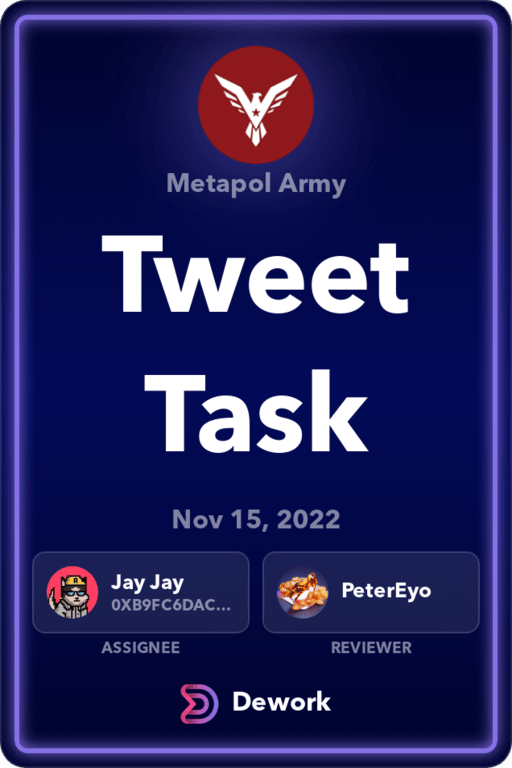 Metapol Army
Tweet
Task
Nov 15, 2022
Jay Jay
0XB9FC6DAC...
PeterEyo
ASSIGNEE
REVIEWER
Dework